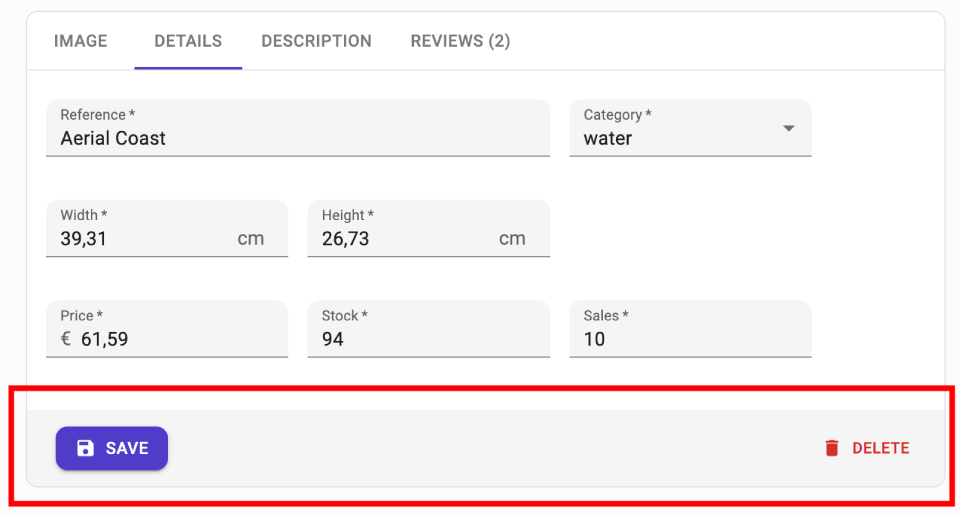 IMAGE DETAILS DESCRIPTION REVIEWS (2)
Reference * Category *
Aerial Coast water
Width * Height *
39,31 cm 26,73 cm
Price * Stock * Sales *
€ 61,59 94 10
SAVE DELETE